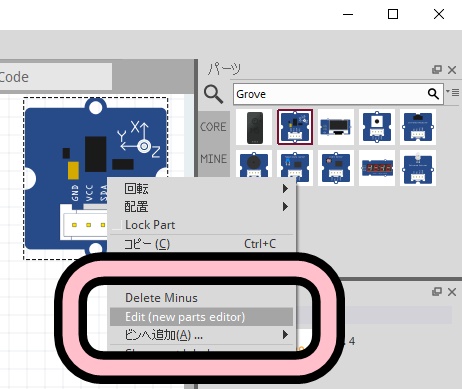 Code
パーツ
Grove
CORE
MINE
X
Y
Z
GND
VCC
SDA
回転
配置
Lock Part
コピー (C) Ctrl+C
Delete Minus
Edit (new parts editor)
ビンへ追加(A) ...
4